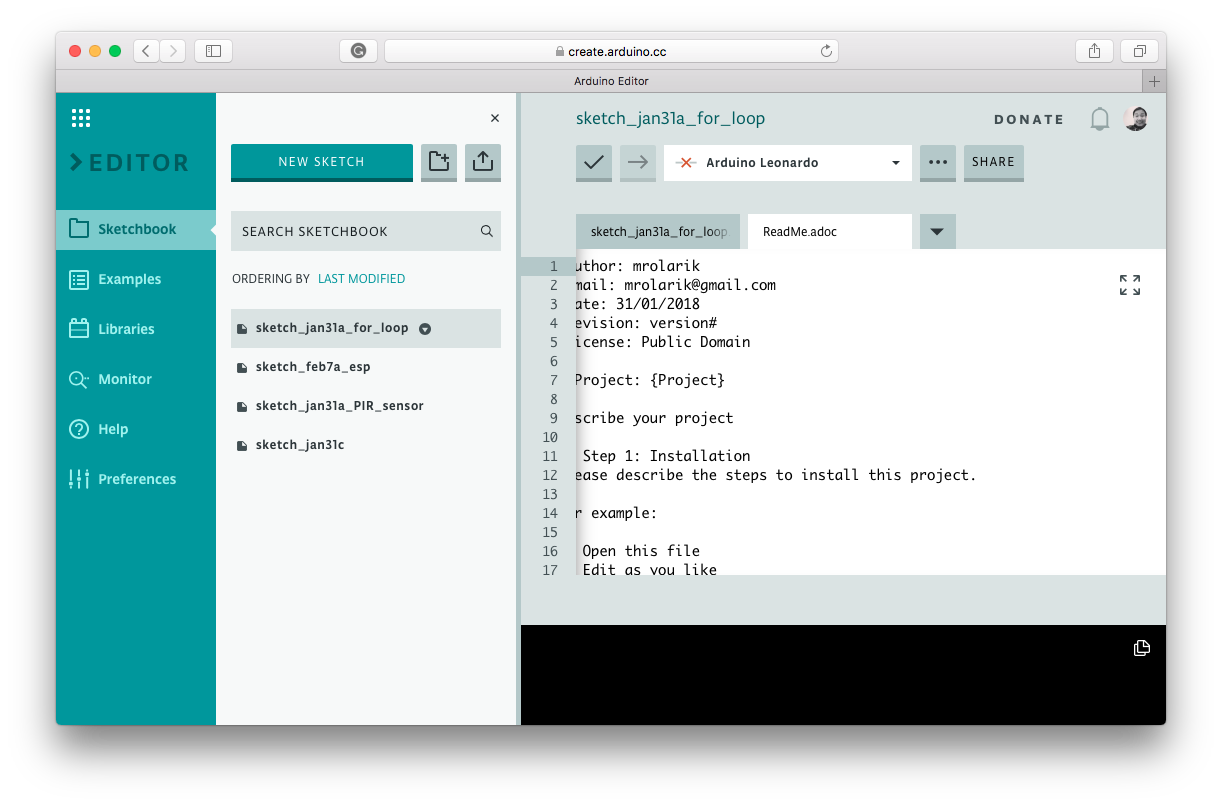 create.arduino.cc
Arduino Editor
EDITOR
Sketchbook
Examples
Libraries
Monitor
Help
Preferences
NEW SKETCH
SEARCH SKETCHBOOK
ORDERING BY LAST MODIFIED
sketch_jan31a_for_loop
sketch_feb7a_esp
sketch_jan31a_PIR_sensor
sketch_jan31c
sketch_jan31a_for_loop
DONATE
Arduino Leonardo
SHARE
sketch_jan31a_for_loop
ReadMe.adoc
1 uthor: mrolarik
2 mail: mrolarik@gmail.com
3 ate: 31/01/2018
4 evision: version#
5 icense: Public Domain
6
7 Project: {Project}
8
9 scribe your project
10
11 Step 1: Installation
12 ease describe the steps to install this project.
13
14 r example:
15
16 Open this file
17 Edit as you like